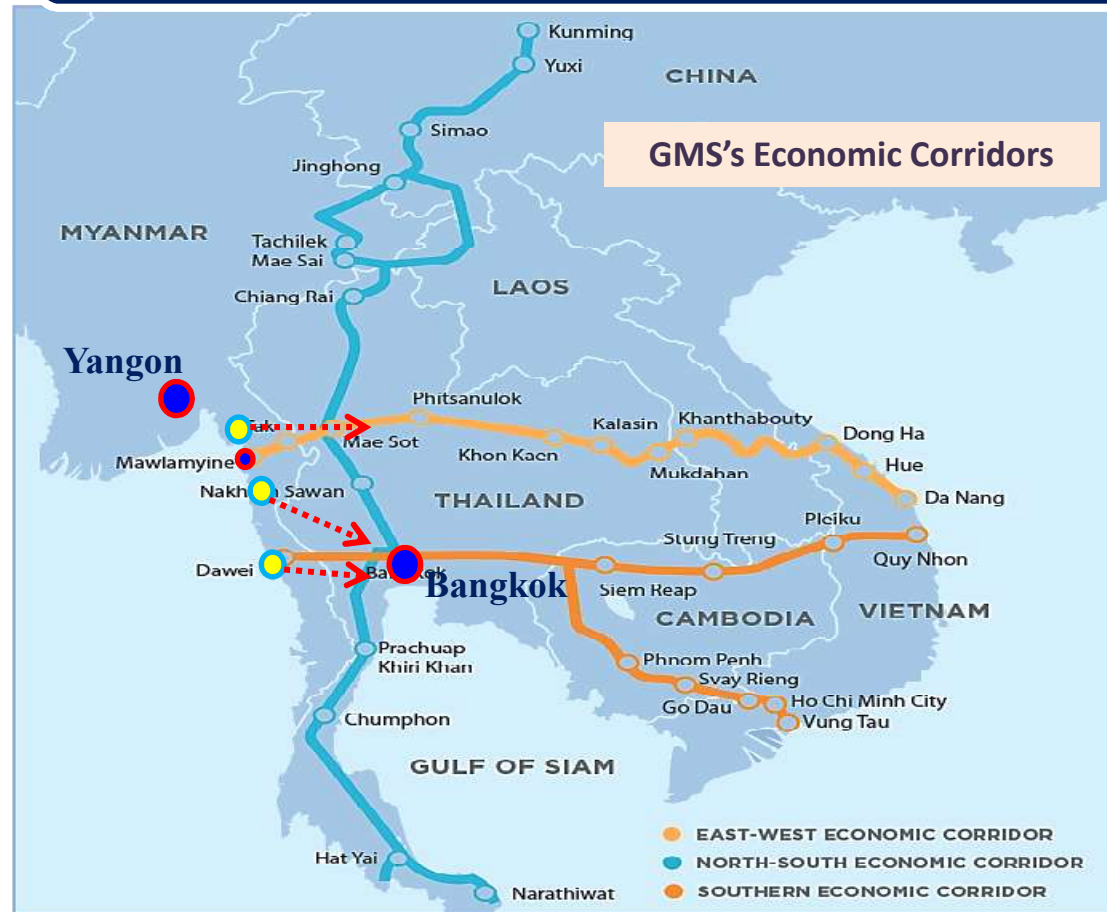 Kunming
Yuxi
CHINA
Simao
GMS's Economic Corridors
Jinghong
MYANMAR
Tachilek
Mae Sai
LAOS
Chiang Rai
Yangon
Phitsanulok
Kalasin
Khanthabouty
Mae Sot
Dong Ha
Khon Kaen
Mukdahan
Hue
Mawlamyine
Sawan
THAILAND
Da Nang
Pleiku
Stung Treng
Quy Nhon
Dawei
Bangkok
Siem Reap
CAMBODIA
VIETNAM
Prachuap
Khiri Khan
Phnom Penh
Svay Rieng
Go Dau
Ho Chi Minh City
Vung Tau
Chumphon
GULF OF SIAM
EAST-WEST ECONOMIC CORRIDOR
Hat Yai
NORTH-SOUTH ECONOMIC CORRIDOR
Narathiwat
SOUTHERN ECONOMIC CORRIDOR